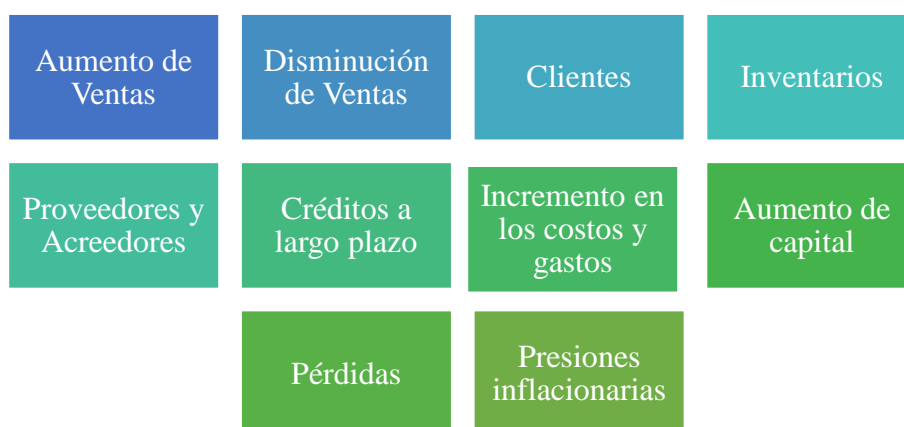 Aumento de
Ventas
Disminución
de Ventas
Clientes
Inventarios
Proveedores y
Acreedores
Créditos a
largo plazo
Incremento en
los costos y
gastos
Aumento de
capital
Pérdidas
Presiones
inflacionarias